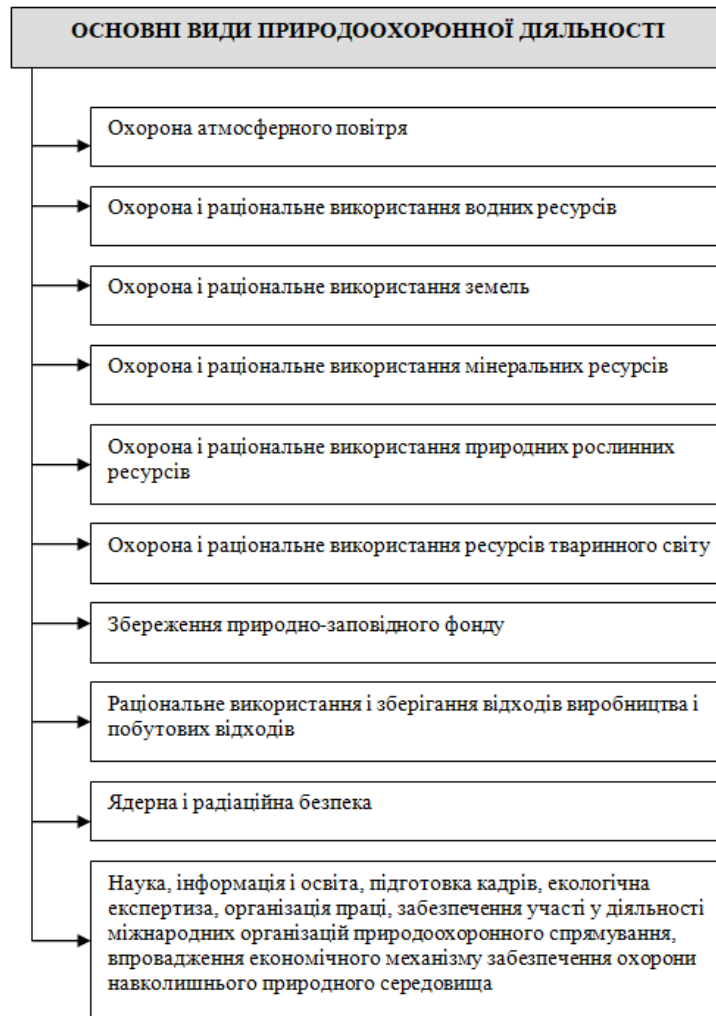 ОСНОВНІ ВИДИ ПРИРОДООХОРОННОЇ ДІЯЛЬНОСТІ
Охорона атмосферного повітря
Охорона і раціональне використання водних ресурсів
Охорона і раціональне використання земель
Охорона і раціональне використання мінеральних ресурсів
Охорона і раціональне використання природних рослинних
ресурсів
Охорона і раціональне використання ресурсів тваринного світу
Збереження природно-заповідного фонду
Раціональне використання і зберігання відходів виробництва і
побутових відходів
Ядерна і радіаційна безпека
Наука, інформація і освіта, підготовка кадрів, екологічна
експертиза, організація праці, забезпечення участі у діяльності
міжнародних організацій природоохоронного спрямування,
впровадження економічного механізму забезпечення охорони
навколишнього природного середовища